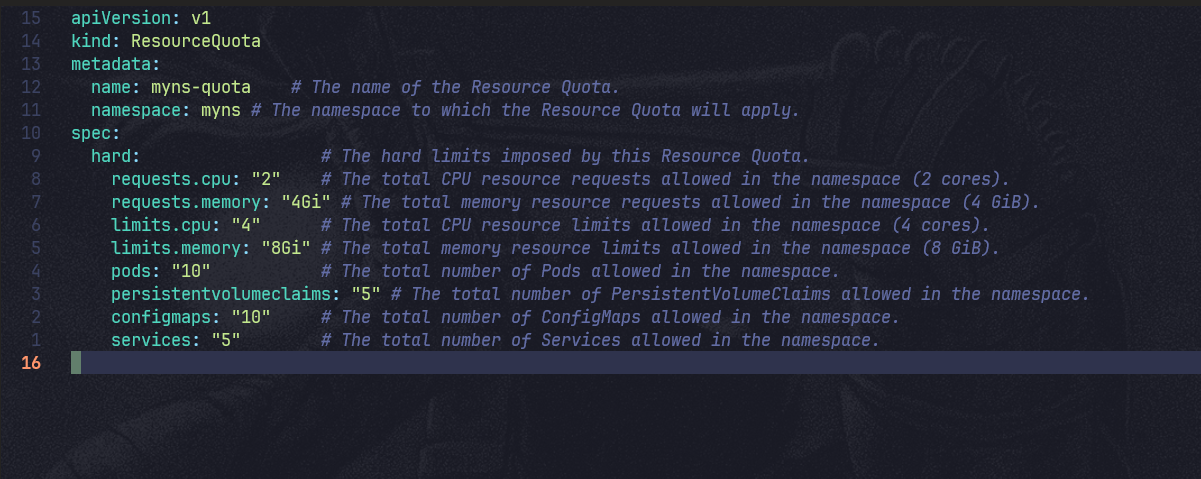 15 apiVersion: v1
14 kind: ResourceQuota
13 metadata:
12   name: myns-quota    # The name of the Resource Quota.
11   namespace: myns # The namespace to which the Resource Quota will apply.
10 spec:
9   hard:                  # The hard limits imposed by this Resource Quota.
8     requests.cpu: "2"    # The total CPU resource requests allowed in the namespace (2 cores).
7     requests.memory: "4Gi" # The total memory resource requests allowed in the namespace (4 GiB).
6     limits.cpu: "4"      # The total CPU resource limits allowed in the namespace (4 cores).
5     limits.memory: "8Gi" # The total memory resource limits allowed in the namespace (8 GiB).
4     pods: "10"           # The total number of Pods allowed in the namespace.
3     persistentvolumeclaims: "5" # The total number of PersistentVolumeClaims allowed in the namespace.
2     configmaps: "10"     # The total number of ConfigMaps allowed in the namespace.
1     services: "5"        # The total number of Services allowed in the namespace.
16